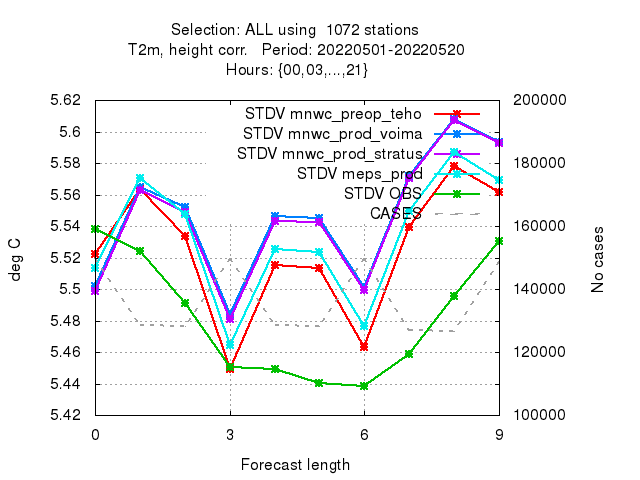 Selection: ALL using  1072 stations
T2m, height corr.   Period: 20220501-20220520
Hours: {00,03,...,21}
STDV mnwc_preop_teho
STDV mnwc_prod_voima
STDV mnwc_prod_stratus
STDV meps_prod
STDV OBS
CASES
deg C
5.62
5.6
5.58
5.56
5.54
5.52
5.5
5.48
5.46
5.44
5.42
200000
180000
160000
140000
120000
100000
No cases
0 3 6 9
Forecast length